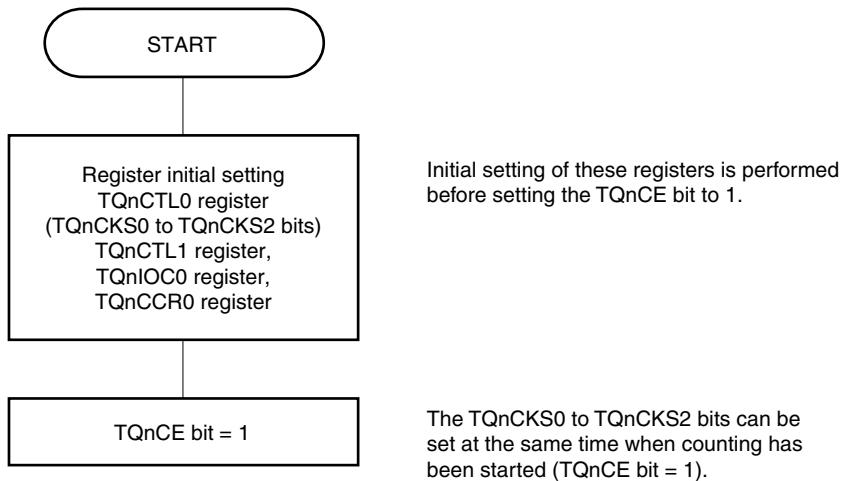 START
Register initial setting
TQnCTL0 register
(TQnCKS0 to TQnCKS2 bits)
TQnCTL1 register,
TQnIOC0 register,
TQnCCR0 register
Initial setting of these registers is performed
before setting the TQnCE bit to 1.
TQnCE bit = 1
The TQnCKS0 to TQnCKS2 bits can be
set at the same time when counting has
been started (TQnCE bit = 1).